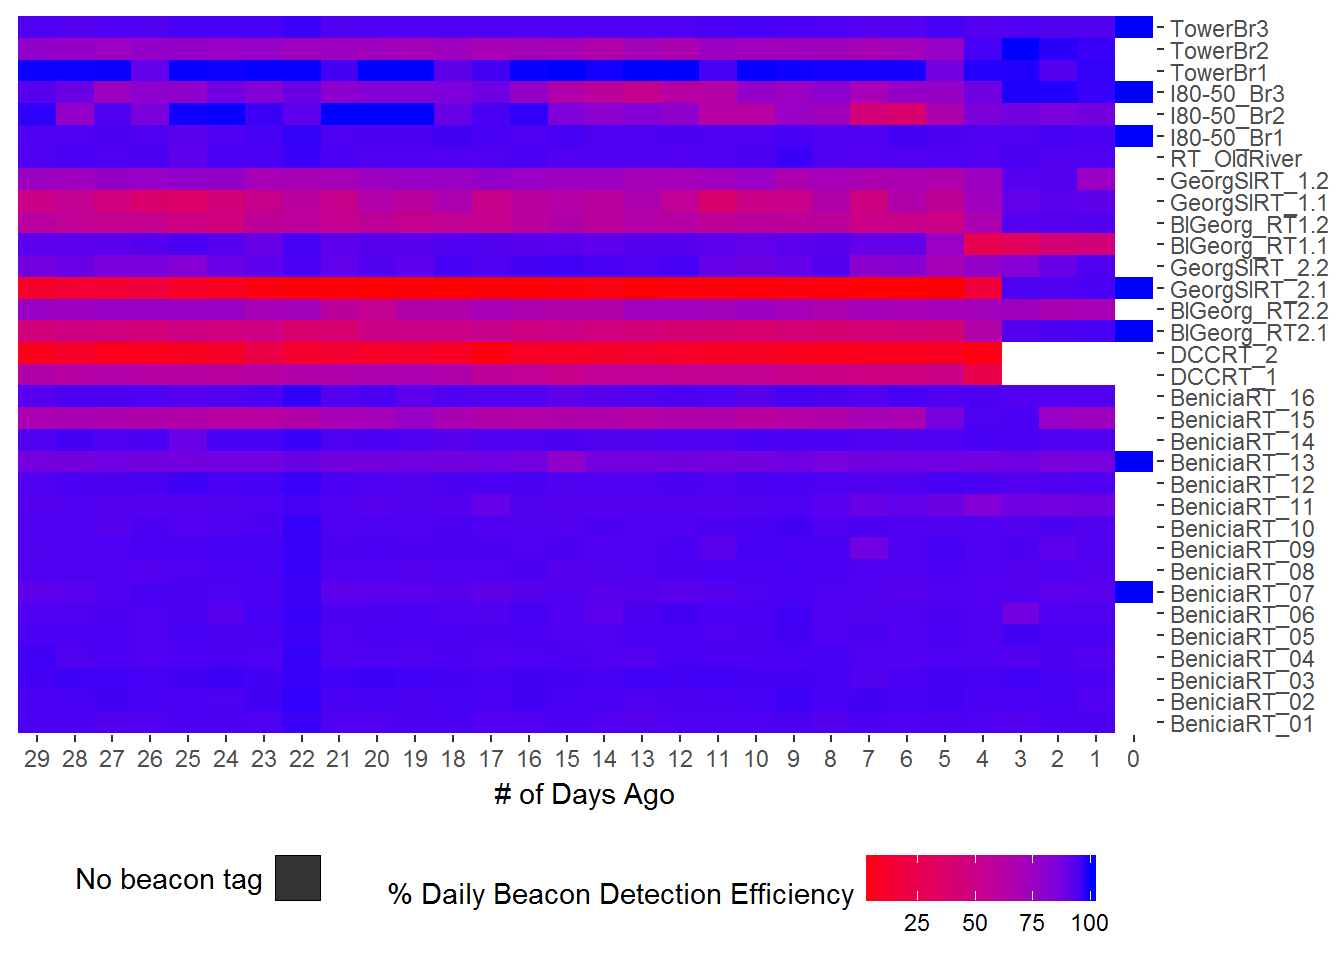 TowerBr3
TowerBr2
TowerBr1
I80-50_Br3
I80-50_Br2
I80-50_Br1
RT_OldRiver
GeorgSlRT_1.2
GeorgSlRT_1.1
BlGeorg_RT1.2
BlGeorg_RT1.1
GeorgSlRT_2.2
GeorgSlRT_2.1
BlGeorg_RT2.2
BlGeorg_RT2.1
DCCRT_2
DCCRT_1
BeniciaRT_16
BeniciaRT_15
BeniciaRT_14
BeniciaRT_13
BeniciaRT_12
BeniciaRT_11
BeniciaRT_10
BeniciaRT_09
BeniciaRT_08
BeniciaRT_07
BeniciaRT_06
BeniciaRT_05
BeniciaRT_04
BeniciaRT_03
BeniciaRT_02
BeniciaRT_01
29 28 27 26 25 24 23 22 21 20 19 18 17 16 15 14 13 12 11 10 9 8 7 6 5 4 3 2 1 0
# of Days Ago
No beacon tag
% Daily Beacon Detection Efficiency
25 50 75 100